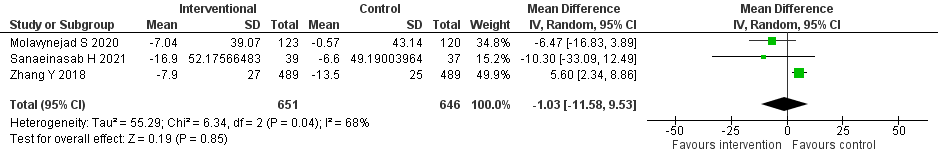 Interventional Control Mean Difference Mean Difference
Study or Subgroup Mean SD Total Mean SD Total Weight IV, Random, 95% CI IV, Random, 95% CI
Molavynejad S 2020 -7.04 39.07 123 -0.57 43.14 120 34.8% -6.47 [-16.83, 3.89]
Sanaeinasab H 2021 -16.9 52.17566483 39 -6.6 49.19003964 37 15.2% -10.30 [-33.09, 12.49]
Zhang Y 2018 -7.9 27 489 -13.5 25 489 49.9% 5.60 [2.34, 8.86]
Total (95% CI) 651 646 100.0% -1.03 [-11.58, 9.53]
Heterogeneity: Tau² = 55.29; Chi² = 6.34, df = 2 (P = 0.04); I² = 68%
Test for overall effect: Z = 0.19 (P = 0.85)
-50 -25 0 25 50
Favours intervention Favours control